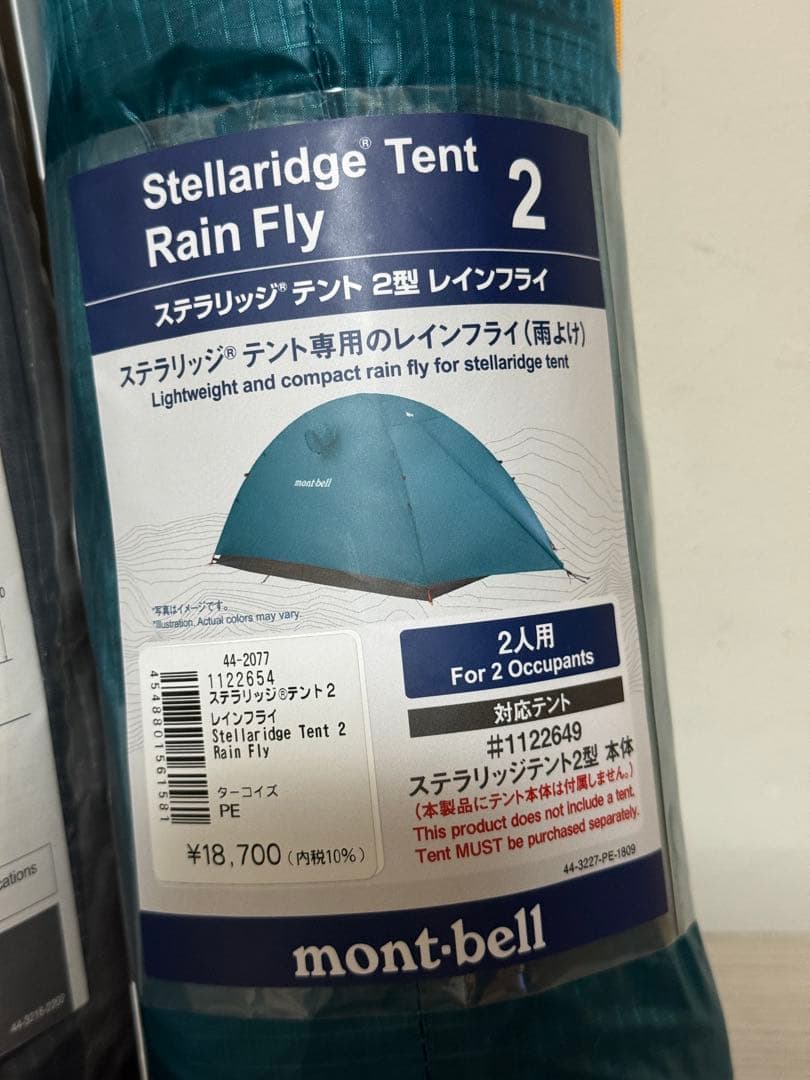 Stellaridge® Tent 2
Rain Fly
ステラリッジ® テント 2型 レインフライ
ステラリッジ® テント専用のレインフライ(雨よけ)
Lightweight and compact rain fly for stellaridge tent
mont-bell
*写真はイメージです。
*Illustration. Actual colors may vary.
44-2077
1122654
ステラリッジ®テント2
レインフライ
Stellaridge Tent 2
Rain Fly
ターコイズ
PE
¥18,700(内税10%)
4548801561581
2人用
For 2 Occupants
対応テント
#1122649
ステラリッジテント2型 本体
(本製品にテント本体は付属しません。)
This product does not include a tent.
Tent MUST be purchased separately.
44-3227-PE-1809
mont-bell
cations